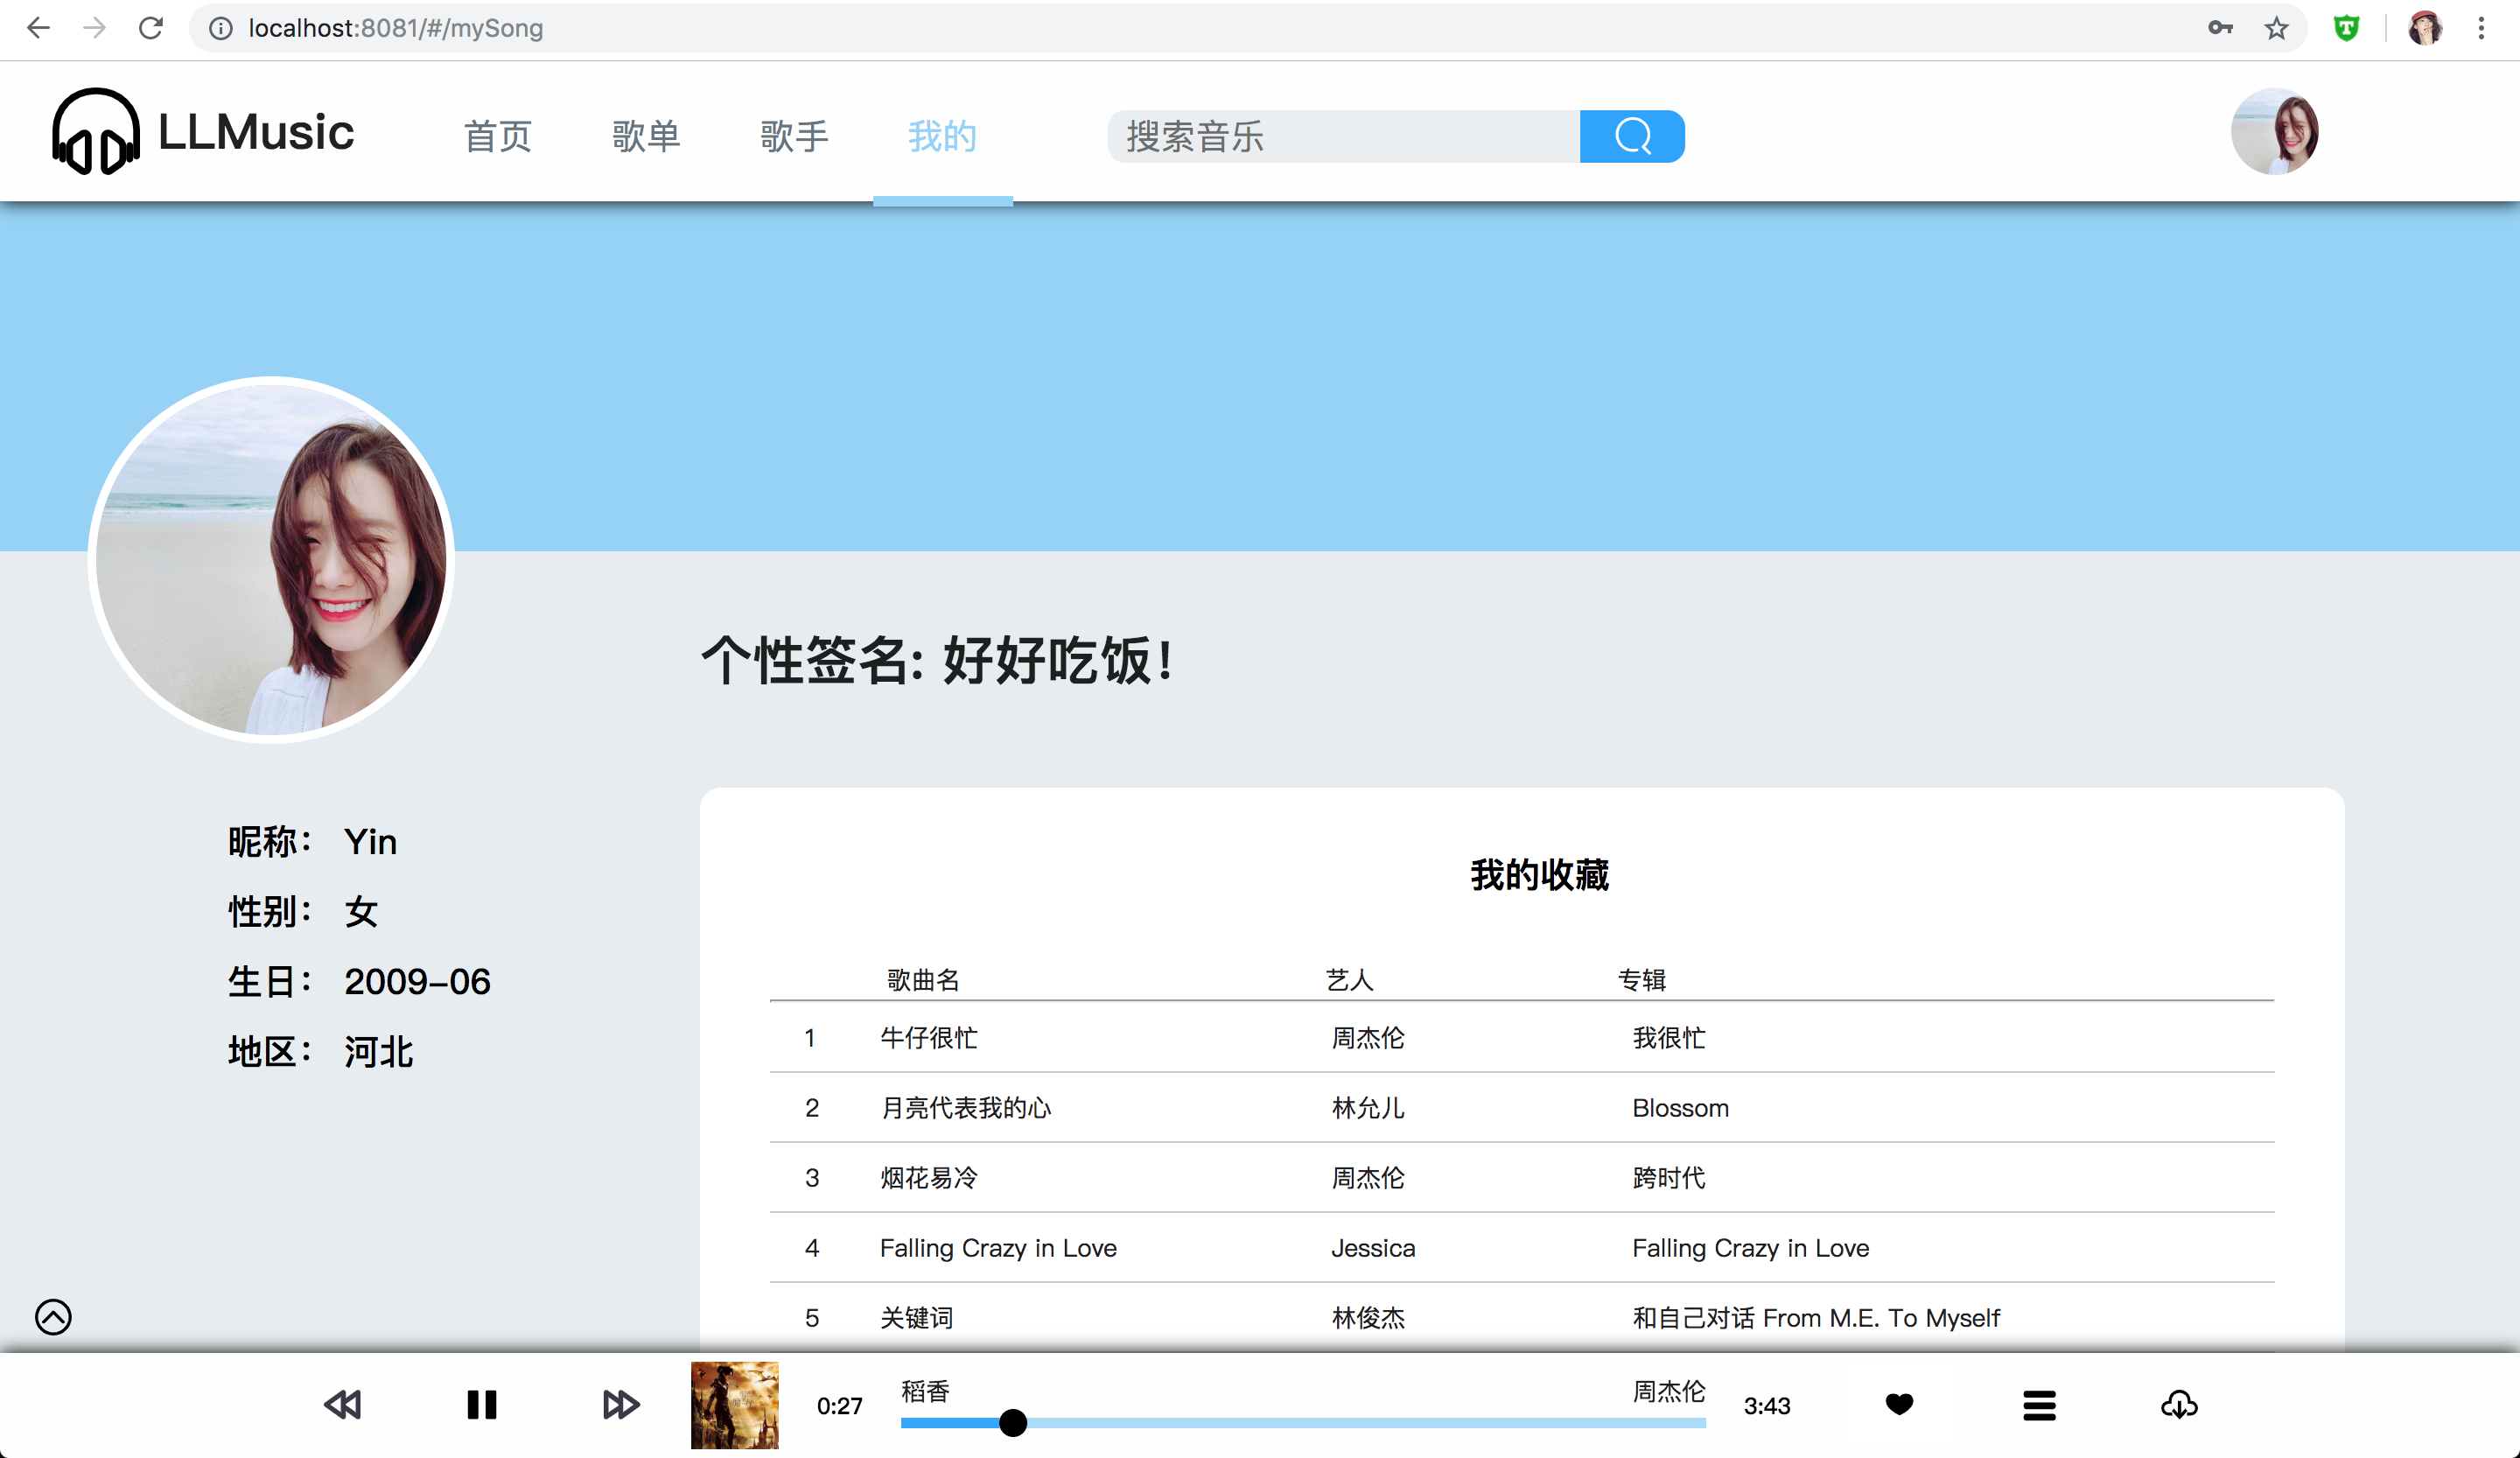 localhost:8081/#/mySong
LLMusic
首页 歌单 歌手 我的
搜索音乐
个性签名: 好好吃饭!
昵称： Yin
性别： 女
生日： 2009-06
地区： 河北
我的收藏
歌曲名 艺人 专辑
1 牛仔很忙 周杰伦 我很忙
2 月亮代表我的心 林允儿 Blossom
3 烟花易冷 周杰伦 跨时代
4 Falling Crazy in Love Jessica Falling Crazy in Love
5 关键词 林俊杰 和自己对话 From M.E. To Myself
稻香 周杰伦
0:27 3:43